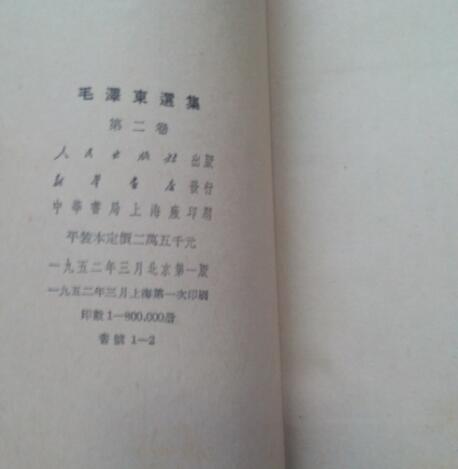 毛澤東選集
第二卷
人民出版社出版
新華書店發行
中華書局上海廠印刷
平裝本定價二萬五千元
一九五二年三月北京第一版
一九五二年三月上海第一次印刷
印數1—800,000册
書號1—2